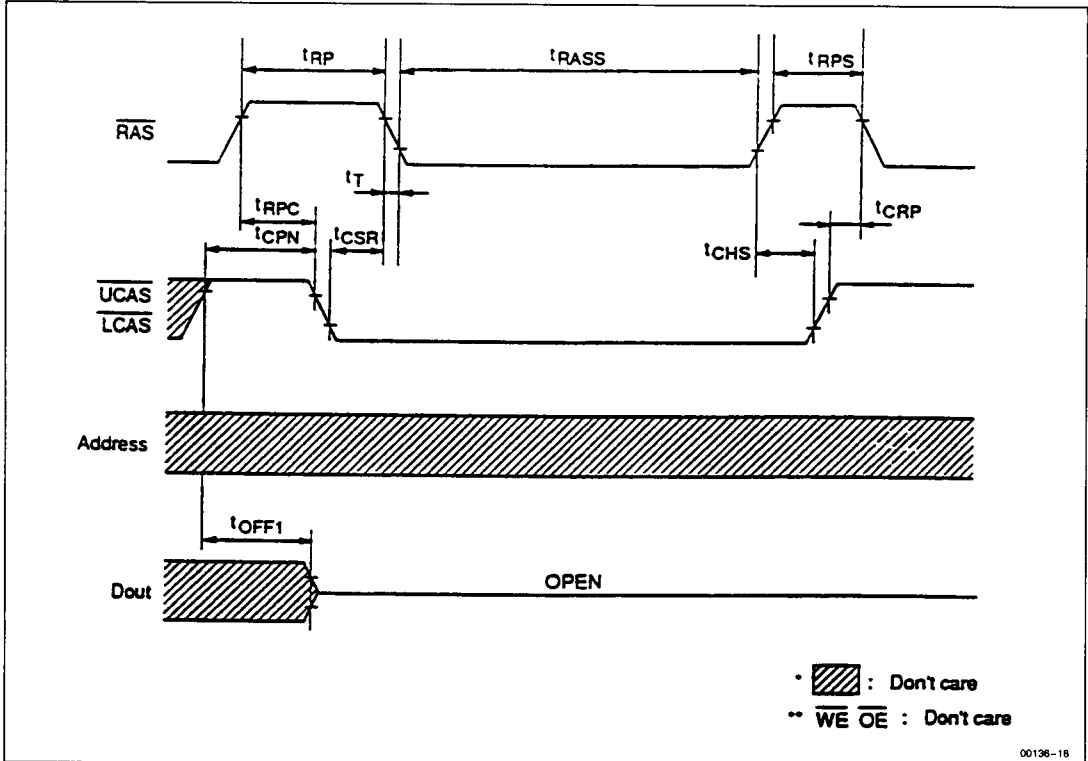 tRP
tRASS
tRPS
RAS
tT
tRPC
tCRP
tCPN
tCSR
tCHS
UCAS
LCAS
Address
tOFF1
Dout
OPEN
* : Don't care
** WE OE : Don't care
00136-18